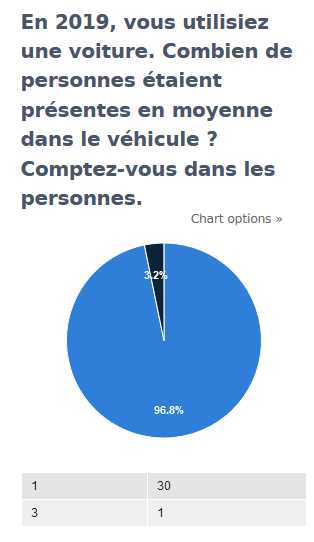 En 2019, vous utilisiez
une voiture. Combien de
personnes étaient
présentes en moyenne
dans le véhicule ?
Comptez-vous dans les
personnes.
Chart options »
3.2%
96.8%
1 30
3 1